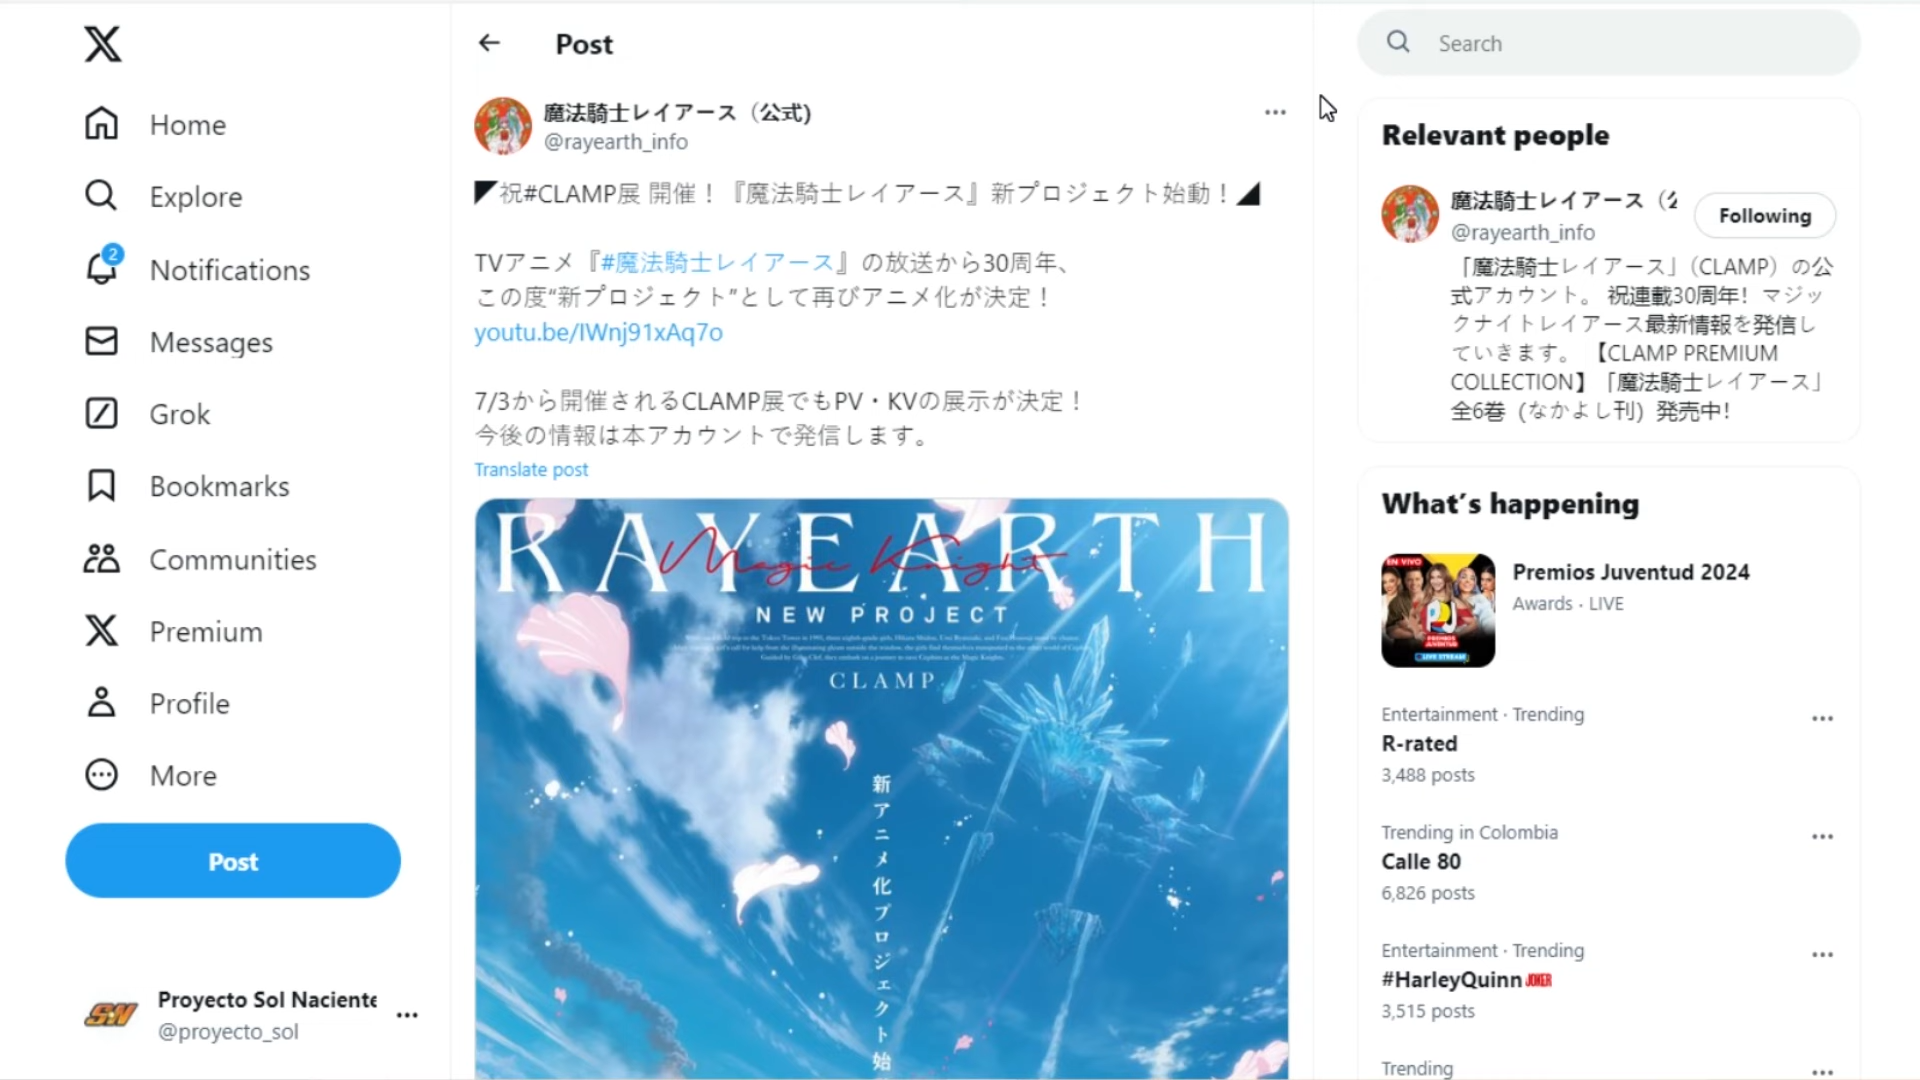 Home
Explore
2
Notifications
Messages
Grok
Bookmarks
Communities
Premium
Profile
More
Post
Proyecto Sol Naciente
@proyecto_sol
Post
魔法騎士レイアース（公式)
@rayearth_info
◤祝#CLAMP展 開催！『魔法騎士レイアース』新プロジェクト始動！◢
TVアニメ『#魔法騎士レイアース』の放送から30周年、
この度“新プロジェクト”として再びアニメ化が決定！
youtu.be/IWnj91xAq7o
7/3から開催されるCLAMP展でもPV・KVの展示が決定！
今後の情報は本アカウントで発信します。
Translate post
RAYEARTH
Magic Knight
NEW PROJECT
CLAMP
新アニメ化プロジェクト始
Search
Relevant people
魔法騎士レイアース（公
@rayearth_info
Following
「魔法騎士レイアース」（CLAMP）の公
式アカウント。 祝連載30周年！マジッ
クナイトレイアース最新情報を発信し
ていきます。 【CLAMP PREMIUM
COLLECTION】「魔法騎士レイアース」
全6巻（なかよし刊）発売中！
What’s happening
EN VIVO
PJ
PREMIOS
JUVENTUD
LIVE STREAM
Premios Juventud 2024
Awards · LIVE
Entertainment · Trending
R-rated
3,488 posts
Trending in Colombia
Calle 80
6,826 posts
Entertainment · Trending
#HarleyQuinn JOKER
3,515 posts
Trending